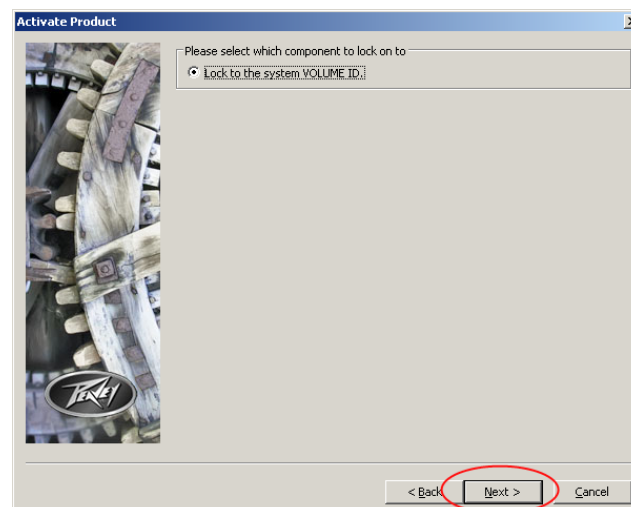 Activate Product
Please select which component to lock on to
Lock to the system VOLUME ID.
PEAVEY
< Back
Next >
Cancel